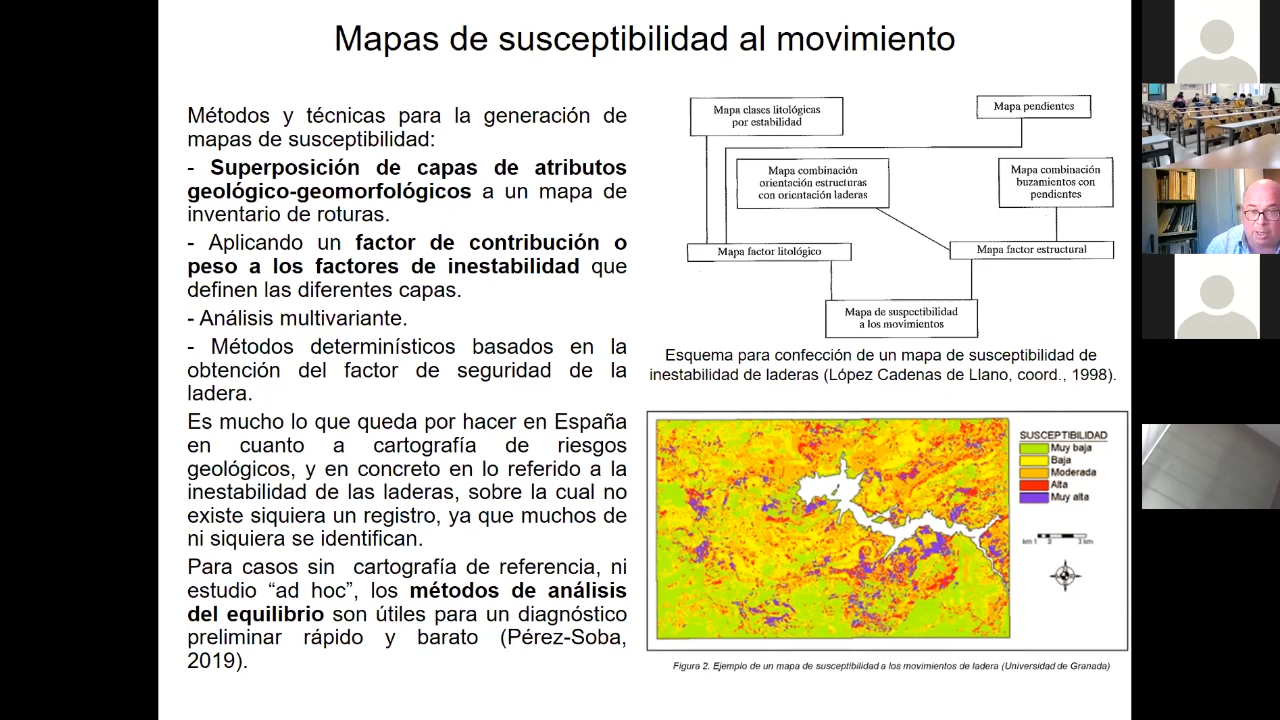 Mapas de susceptibilidad al movimiento
Métodos y técnicas para la generación de
mapas de susceptibilidad:
- Superposición de capas de atributos
geológico-geomorfológicos a un mapa de
inventario de roturas.
- Aplicando un factor de contribución o
peso a los factores de inestabilidad que
definen las diferentes capas.
- Análisis multivariante.
- Métodos determinísticos basados en la
obtención del factor de seguridad de la
ladera.
Es mucho lo que queda por hacer en España
en cuanto a cartografía de riesgos
geológicos, y en concreto en lo referido a la
inestabilidad de las laderas, sobre la cual no
existe siquiera un registro, ya que muchos de
ni siquiera se identifican.
Para casos sin cartografía de referencia, ni
estudio “ad hoc”, los métodos de análisis
del equilibrio son útiles para un diagnóstico
preliminar rápido y barato (Pérez-Soba,
2019).
Mapa clases litológicas
por estabilidad
Mapa pendientes
Mapa combinación
orientación estructuras
con orientación laderas
Mapa combinación
buzamientos con
pendientes
Mapa factor litológico
Mapa factor estructural
Mapa de suspectibilidad
a los movimientos
Esquema para confección de un mapa de susceptibilidad de
inestabilidad de laderas (López Cadenas de Llano, coord., 1998).
SUSCEPTIBILIDAD
Muy baja
Baja
Moderada
Alta
Muy alta
km 1 0 3 km
Figura 2. Ejemplo de un mapa de susceptibilidad a los movimientos de ladera (Universidad de Granada)